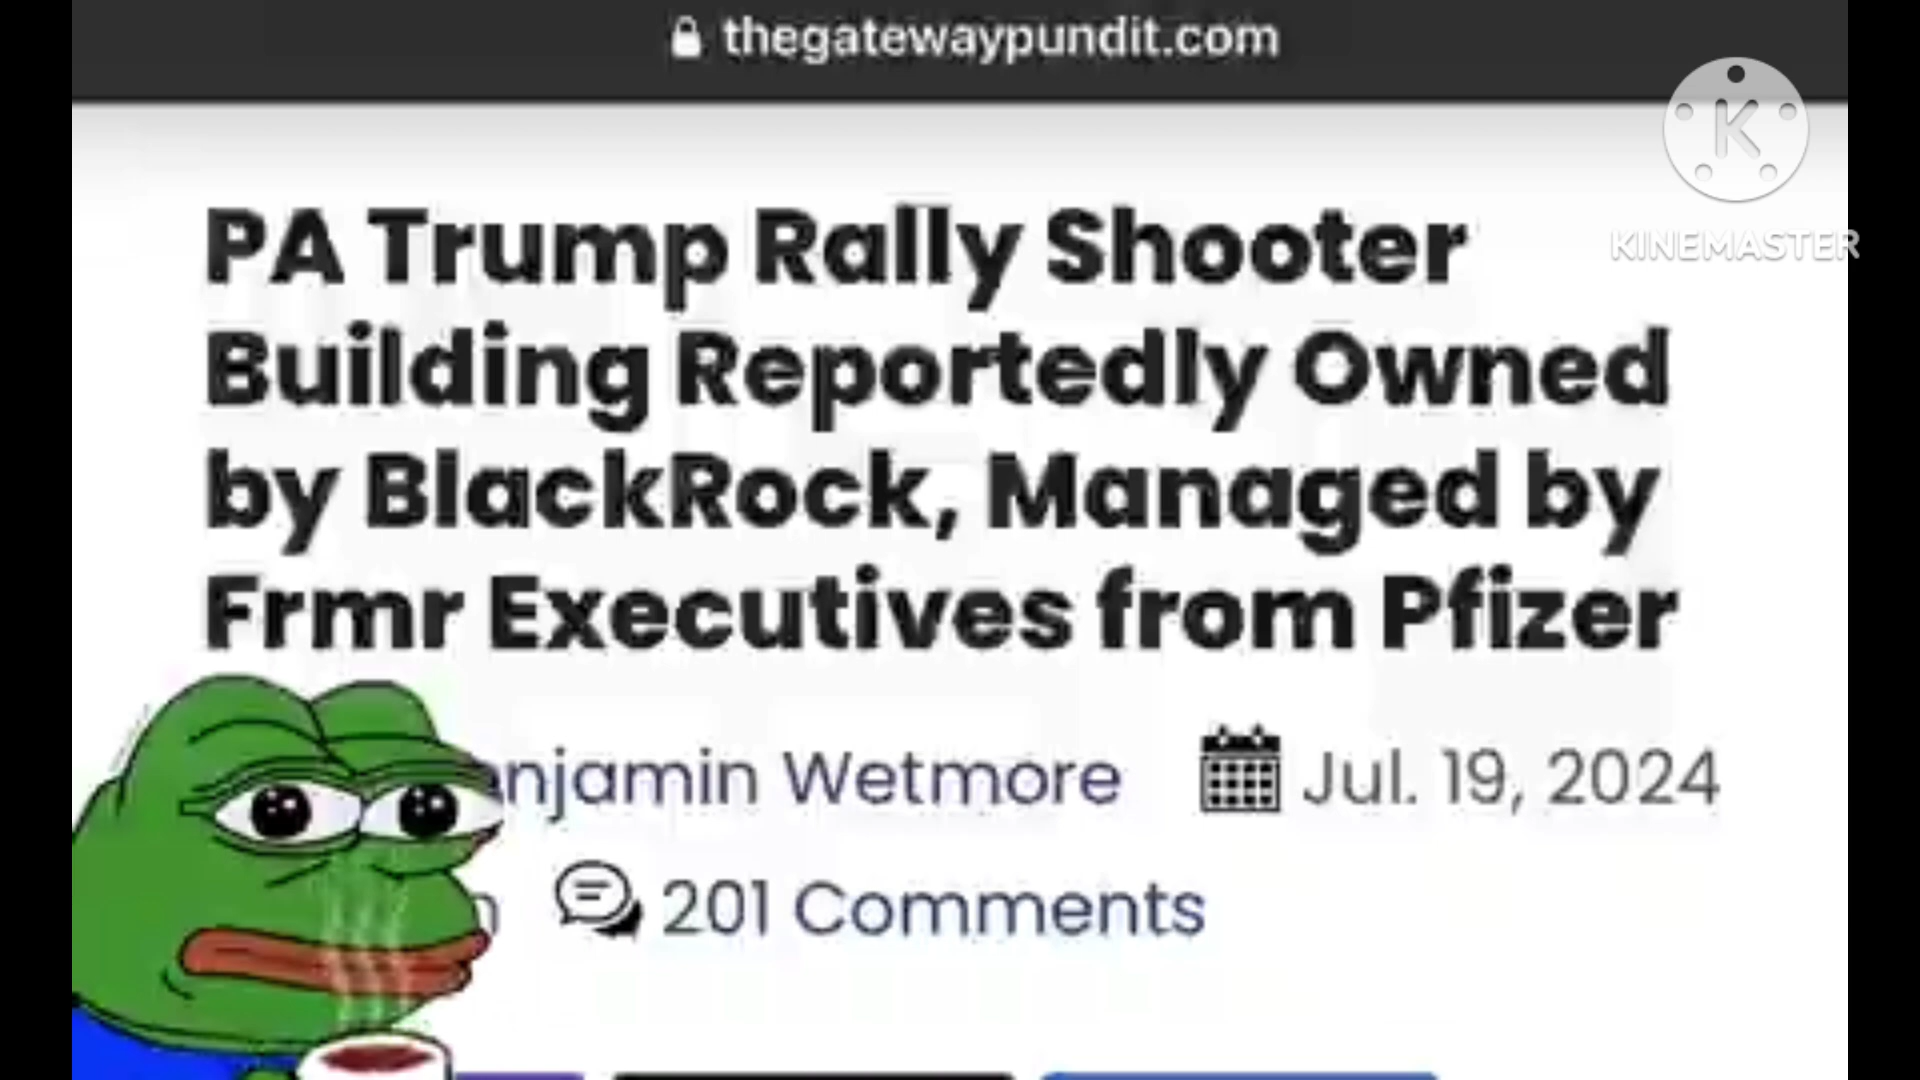 thegatewaypundit.com
K
KINEMASTER
PA Trump Rally Shooter
Building Reportedly Owned
by BlackRock, Managed by
Frmr Executives from Pfizer
enjamin Wetmore Jul. 19, 2024
201 Comments